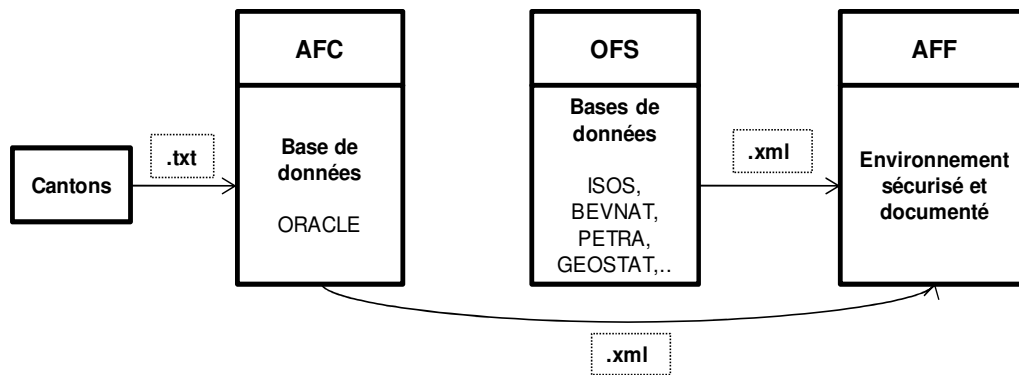 AFC
OFS
AFF
Cantons
.txt
Base de
données
ORACLE
Bases de
données
ISOS,
BEVNAT,
PETRA,
GEOSTAT,..
.xml
Environnement
sécurisé et
documenté
.xml